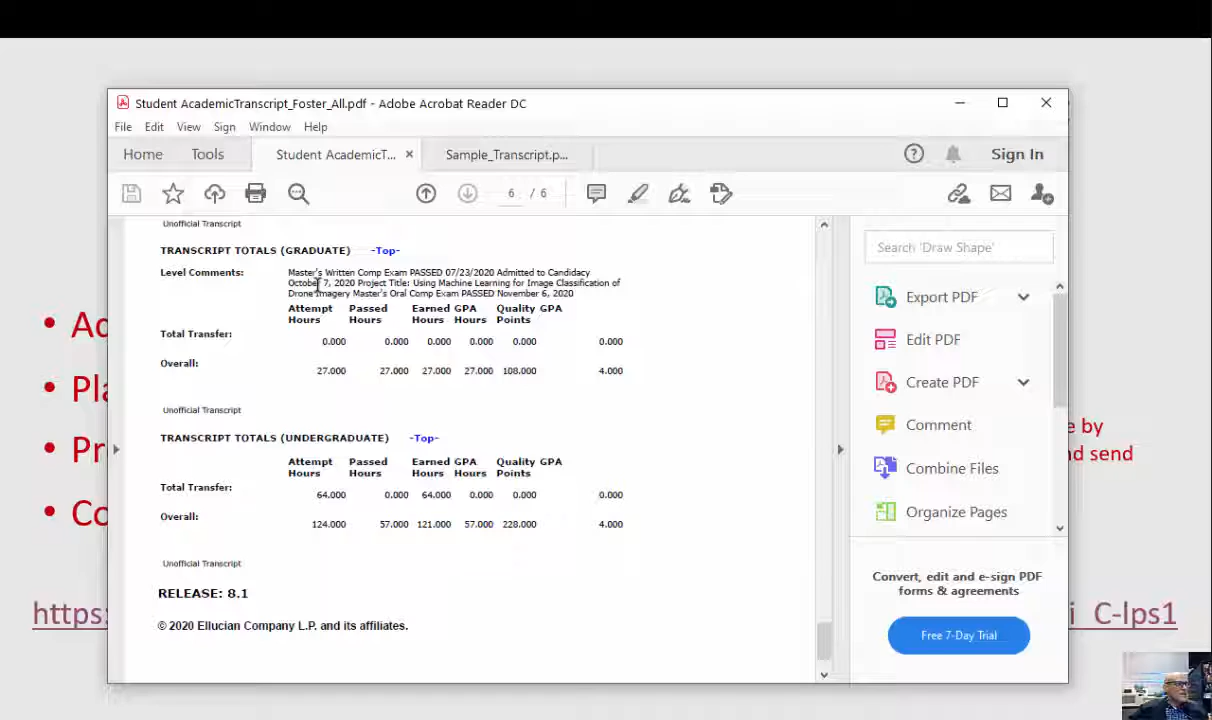 Student AcademicTranscript_Foster_All.pdf - Adobe Acrobat Reader DC
File Edit View Sign Window Help
Home Tools Student AcademicT... × Sample_Transcript.p... Sign In
6 / 6
Unofficial Transcript
TRANSCRIPT TOTALS (GRADUATE) -Top-
Level Comments: Master's Written Comp Exam PASSED 07/23/2020 Admitted to Candidacy
October 7, 2020 Project Title: Using Machine Learning for Image Classification of
Drone Imagery Master's Oral Comp Exam PASSED November 6, 2020
Attempt Passed Earned GPA Quality GPA
Hours Hours Hours Hours Points
Total Transfer: 0.000 0.000 0.000 0.000 0.000 0.000
Overall: 27.000 27.000 27.000 27.000 108.000 4.000
Unofficial Transcript
TRANSCRIPT TOTALS (UNDERGRADUATE) -Top-
Attempt Passed Earned GPA Quality GPA
Hours Hours Hours Hours Points
Total Transfer: 64.000 0.000 64.000 0.000 0.000 0.000
Overall: 124.000 57.000 121.000 57.000 228.000 4.000
Unofficial Transcript
RELEASE: 8.1
© 2020 Ellucian Company L.P. and its affiliates.
Search 'Draw Shape'
Export PDF
Edit PDF
Create PDF
Comment
Combine Files
Organize Pages
Convert, edit and e-sign PDF
forms & agreements
Free 7-Day Trial
• Ad
• Pla
• Pr
e by
nd send
• Co
https: i_C-lps1